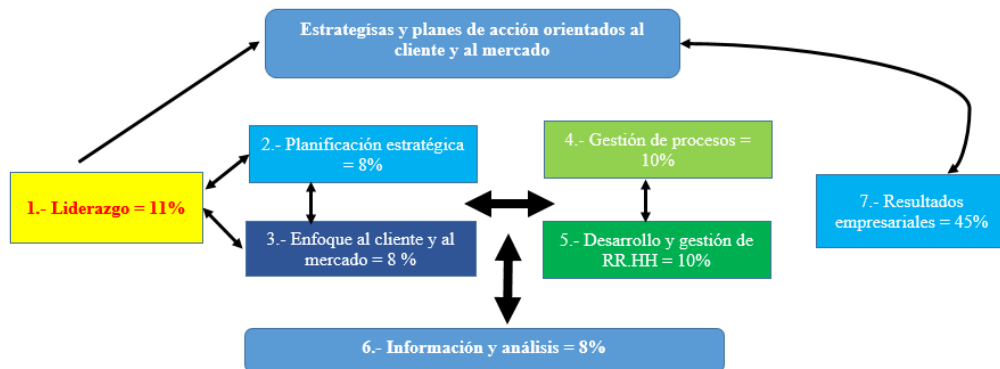 Estrategísas y planes de acción orientados al
cliente y al mercado
2.- Planificación estratégica
= 8%
4.- Gestión de procesos =
10%
1.- Liderazgo = 11%
7.- Resultados
empresariales = 45%
3.- Enfoque al cliente y al
mercado = 8 %
5.- Desarrollo y gestión de
RR.HH = 10%
6.- Información y análisis = 8%